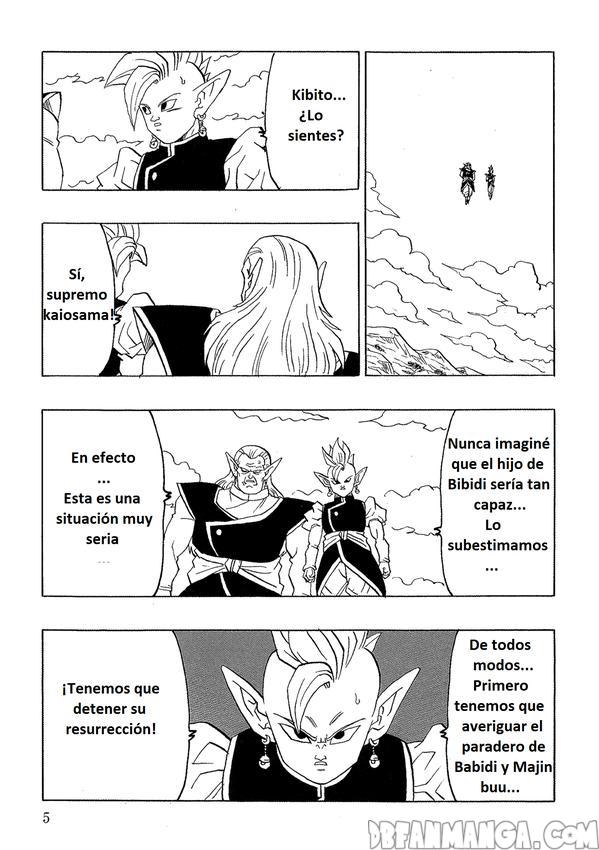 Kibito...
¿Lo
sientes?
Sí,
supremo
kaiosama!
Nunca imaginé
que el hijo de
Bibidi sería tan
capaz...
Lo
subestimamos
...
En efecto
...
Esta es una
situación muy
seria
...
De todos
modos...
Primero
tenemos que
averiguar el
paradero de
Babidi y Majin
buu...
¡Tenemos que
detener su
resurrección!
5
DBFANMANGA.COM